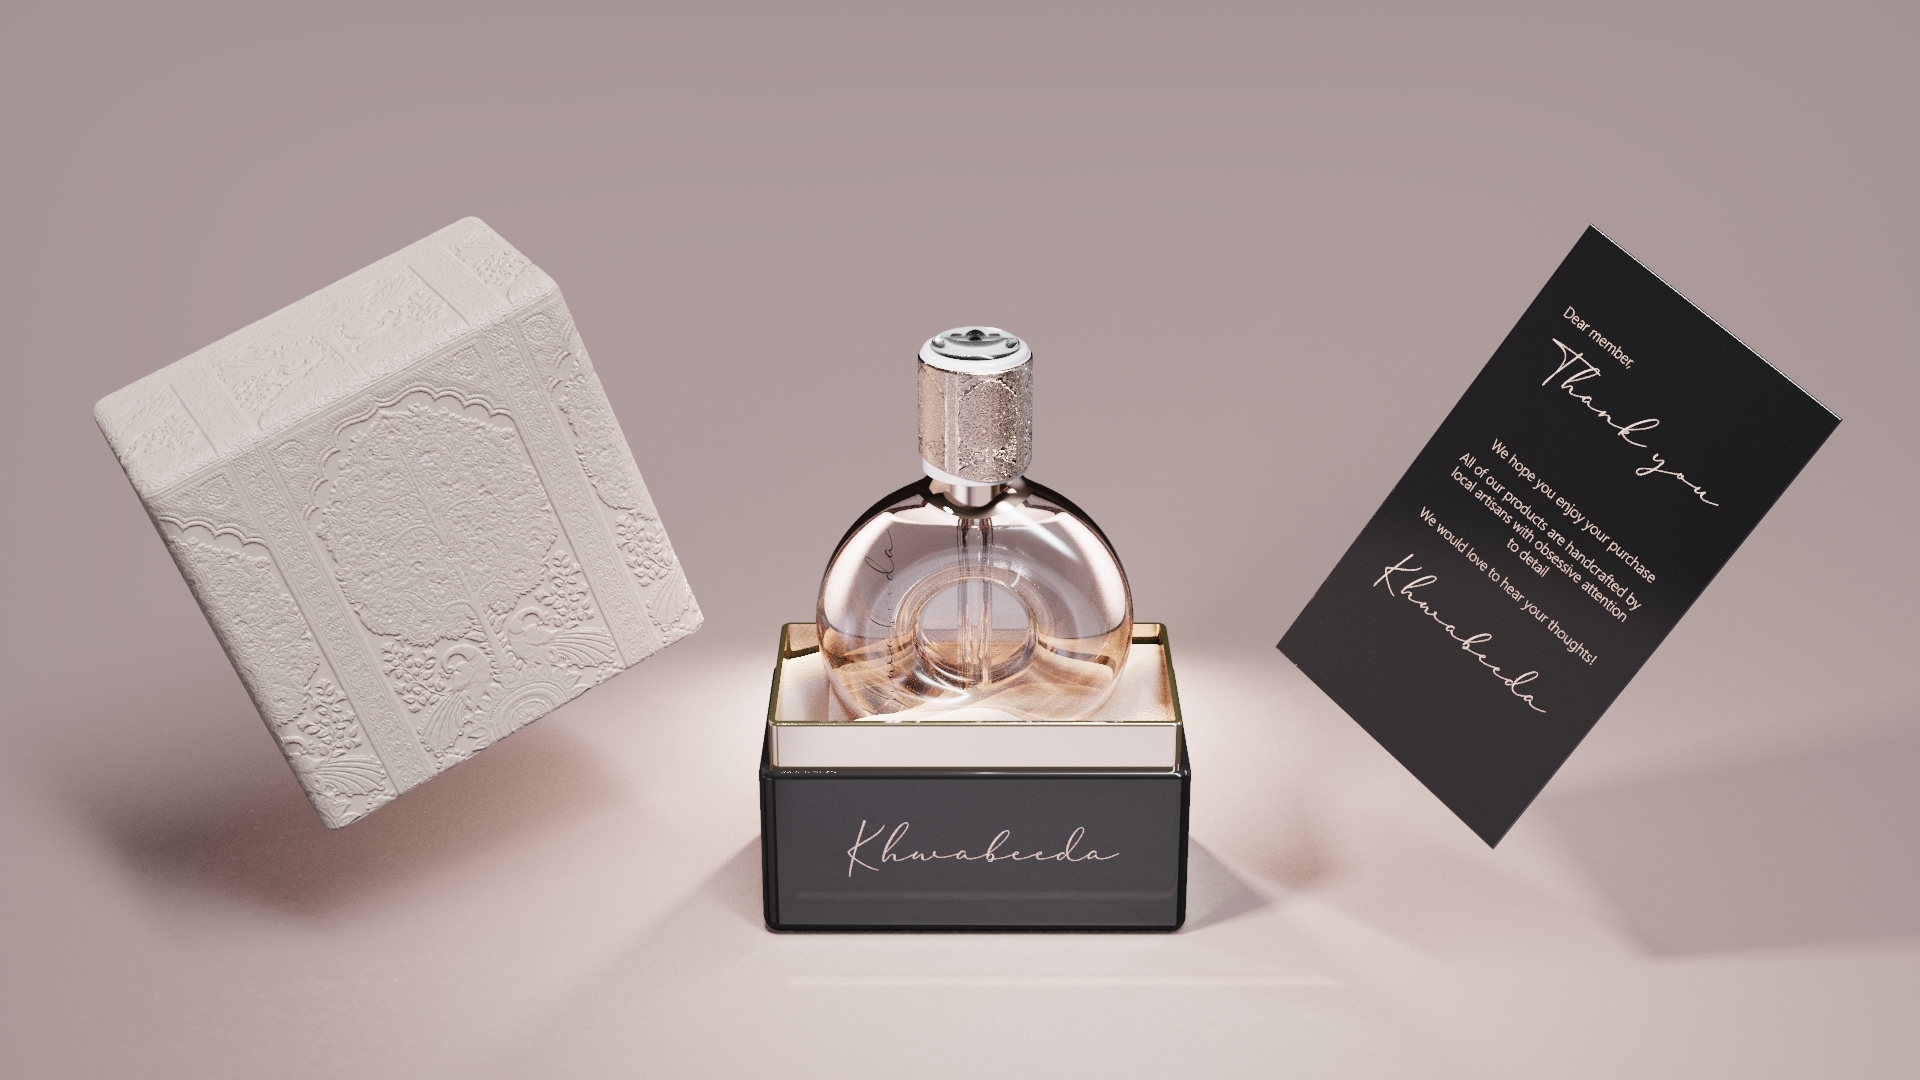 Khwabeeda
Dear member,
Thank you
We hope you enjoy your purchase
All of our products are handcrafted by
local artisans with obsessive attention
to detail
We would love to hear your thoughts!
Khwabeeda